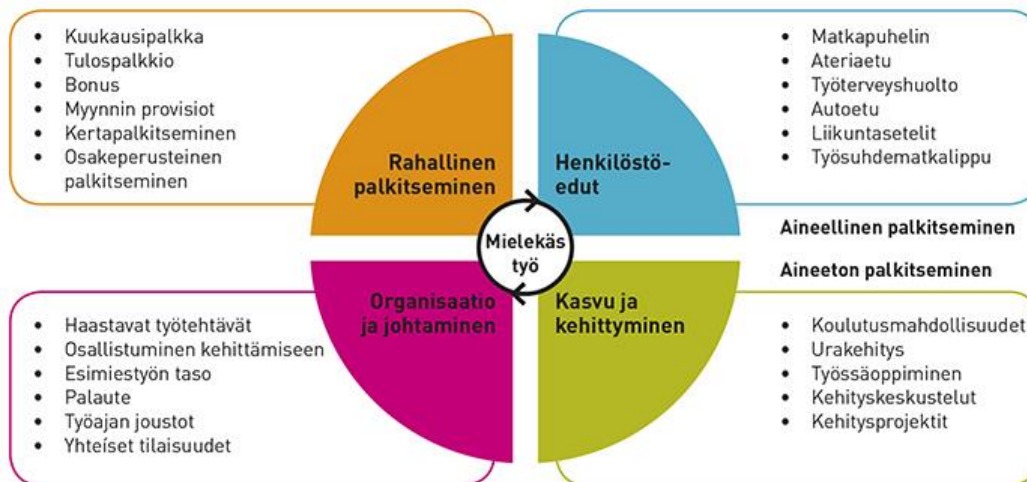 • Kuukausipalkka
• Tulospalkkio
• Bonus
• Myynnin provisiot
• Kertapalkitseminen
• Osakeperusteinen
palkitseminen
Rahallinen
palkitseminen
Henkilöstö-
edut
• Matkapuhelin
• Ateriaetu
• Työterveyshuolto
• Autoetu
• Liikuntasetelit
• Työsuhdematkalippu
Mielekäs
työ
Aineellinen palkitseminen
Aineeton palkitseminen
• Haastavat työtehtävät
• Osallistuminen kehittämiseen
• Esimiestyön taso
• Palaute
• Työajan joustot
• Yhteiset tilaisuudet
Organisaatio
ja johtaminen
Kasvu ja
kehittyminen
• Koulutusmahdollisuudet
• Urakehitys
• Työssäoppiminen
• Kehityskeskustelut
• Kehitysprojektit